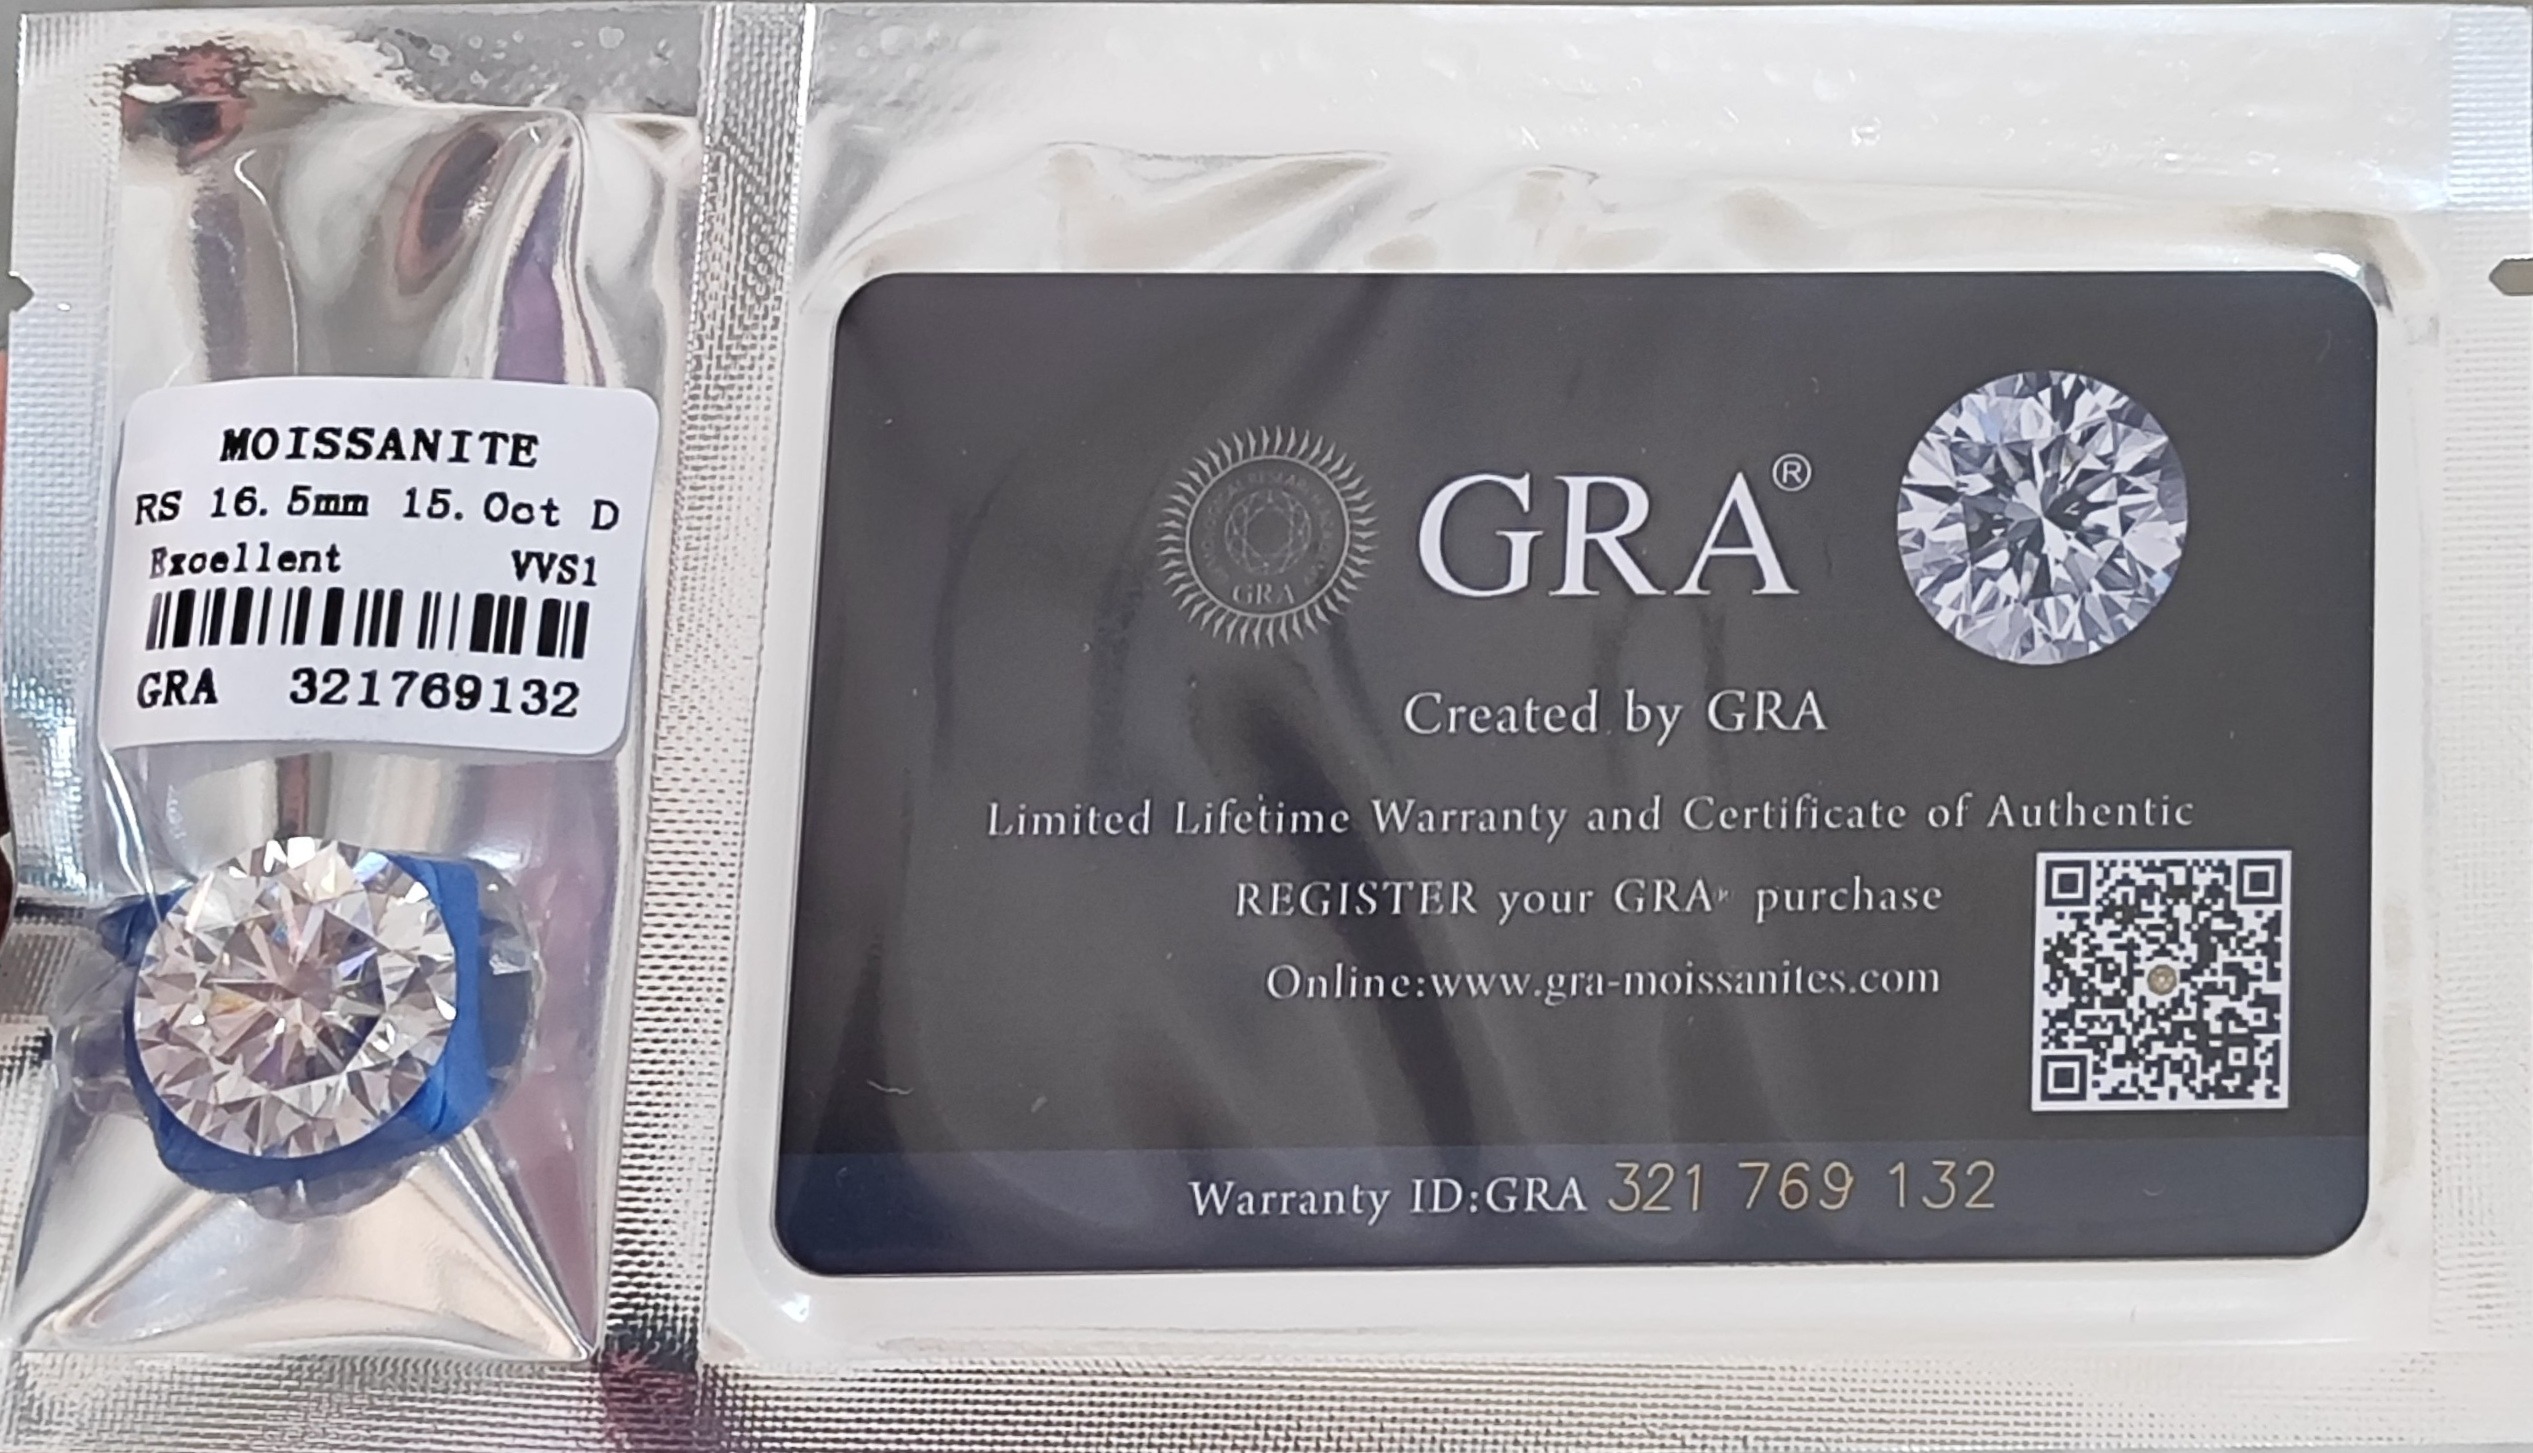 MOISSANITE
RS 16.5mm 15.0ct D
Excellent VVS1
GRA 321769132
GRA
GRA®
Created by GRA
Limited Lifetime Warranty and Certificate of Authentic
REGISTER your GRA purchase
Online:www.gra-moissanites.com
Warranty ID:GRA 321 769 132